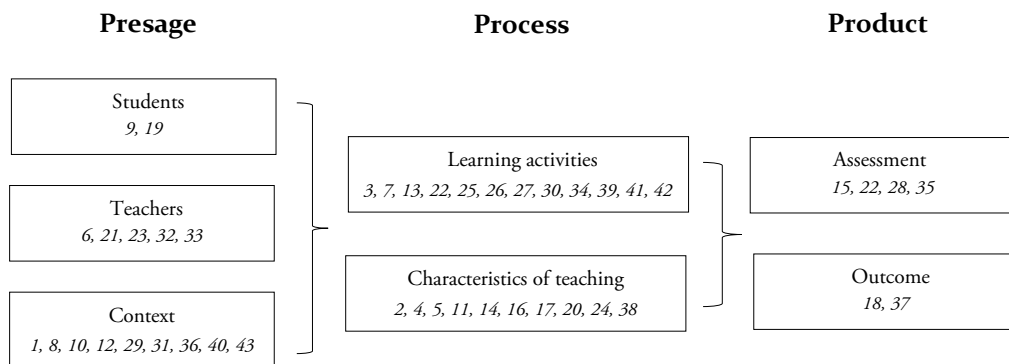 Presage
Process
Product
Students
9, 19
Teachers
6, 21, 23, 32, 33
Context
1, 8, 10, 12, 29, 31, 36, 40, 43
Learning activities
3, 7, 13, 22, 25, 26, 27, 30, 34, 39, 41, 42
Characteristics of teaching
2, 4, 5, 11, 14, 16, 17, 20, 24, 38
Assessment
15, 22, 28, 35
Outcome
18, 37